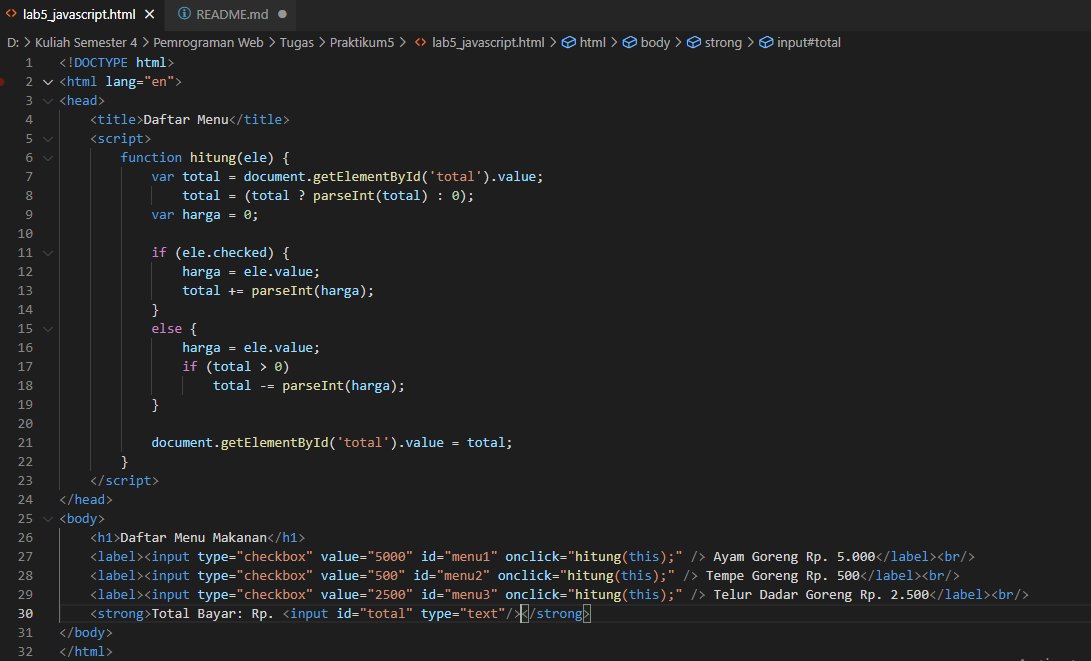 <> lab5_javascript.html × README.md ●
D: > Kuliah Semester 4 > Pemrograman Web > Tugas > Praktikum5 > <> lab5_javascript.html > html > body > strong > input#total
1 <!DOCTYPE html>
2 <html lang="en">
3 <head>
4     <title>Daftar Menu</title>
5     <script>
6         function hitung(ele) {
7             var total = document.getElementById('total').value;
8                 total = (total ? parseInt(total) : 0);
9             var harga = 0;
10
11             if (ele.checked) {
12                 harga = ele.value;
13                 total += parseInt(harga);
14             }
15             else {
16                 harga = ele.value;
17                 if (total > 0)
18                     total -= parseInt(harga);
19             }
20
21             document.getElementById('total').value = total;
22         }
23     </script>
24 </head>
25 <body>
26     <h1>Daftar Menu Makanan</h1>
27     <label><input type="checkbox" value="5000" id="menu1" onclick="hitung(this);" /> Ayam Goreng Rp. 5.000</label><br/>
28     <label><input type="checkbox" value="500" id="menu2" onclick="hitung(this);" /> Tempe Goreng Rp. 500</label><br/>
29     <label><input type="checkbox" value="2500" id="menu3" onclick="hitung(this);" /> Telur Dadar Goreng Rp. 2.500</label><br/>
30     <strong>Total Bayar: Rp. <input id="total" type="text"/></strong>
31 </body>
32 </html>